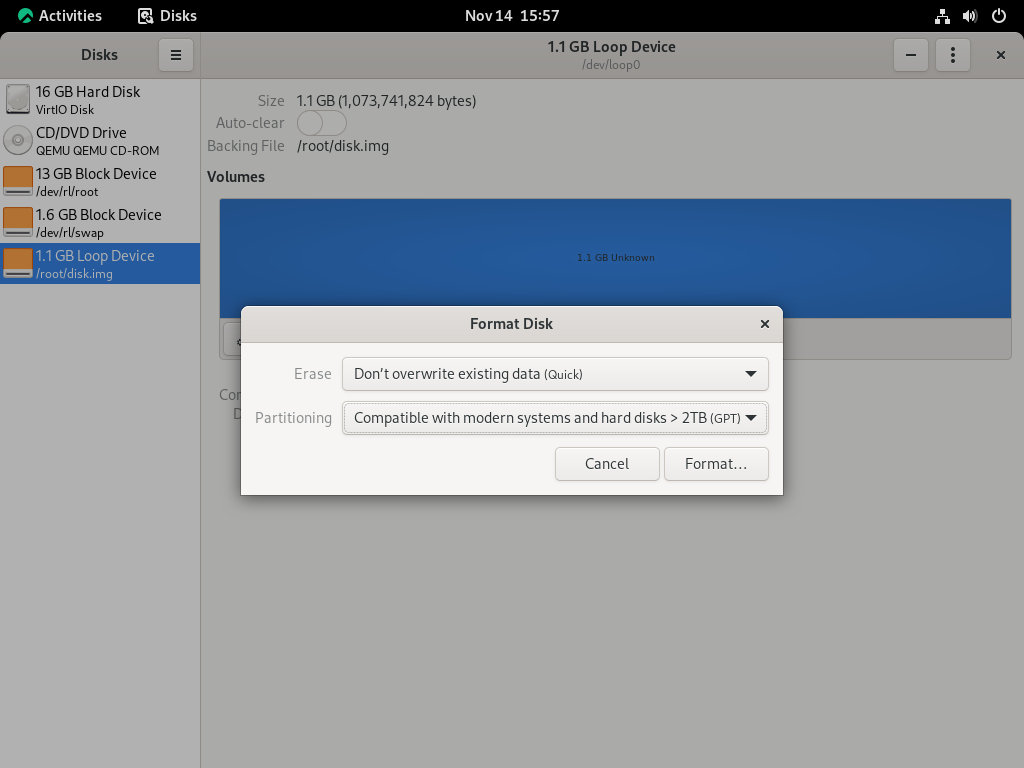 Activities
Disks
Nov 14 15:57
Disks
1.1 GB Loop Device
/dev/loop0
16 GB Hard Disk
VirtIO Disk
CD/DVD Drive
QEMU QEMU CD-ROM
13 GB Block Device
/dev/rl/root
1.6 GB Block Device
/dev/rl/swap
1.1 GB Loop Device
/root/disk.img
Size 1.1 GB (1,073,741,824 bytes)
Auto-clear
Backing File /root/disk.img
Volumes
1.1 GB Unknown
Format Disk
Erase Don't overwrite existing data (Quick)
Partitioning Compatible with modern systems and hard disks > 2TB (GPT)
Cancel Format…